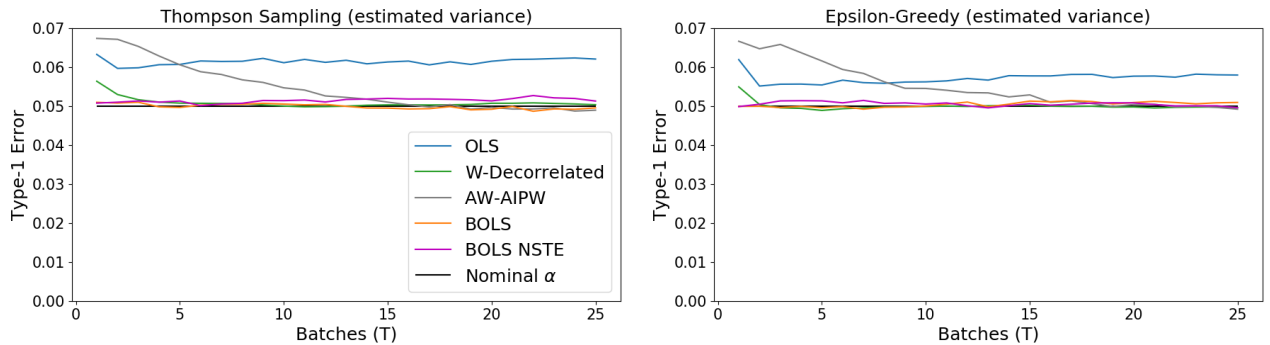 Thompson Sampling (estimated variance)
0.07
0.06
0.05
0.04
0.03
0.02
0.01
0.00
Type-1 Error
OLS
W-Decorrelated
AW-AIPW
BOLS
BOLS NSTE
Nominal α
0 5 10 15 20 25
Batches (T)
Epsilon-Greedy (estimated variance)
0.07
0.06
0.05
0.04
0.03
0.02
0.01
0.00
Type-1 Error
0 5 10 15 20 25
Batches (T)